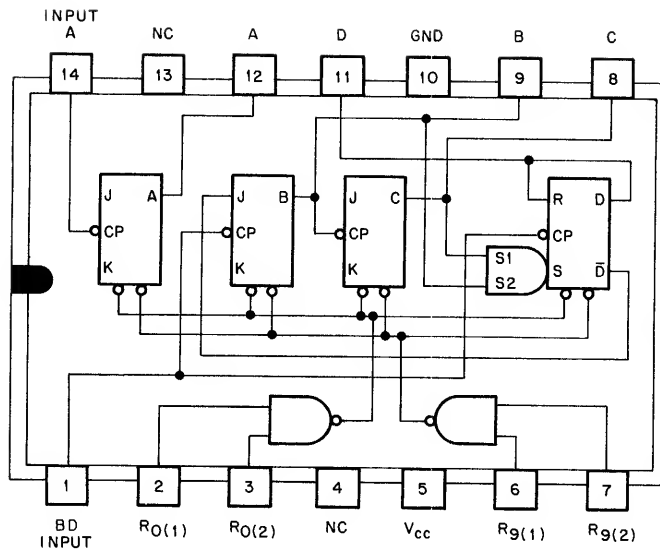 INPUT
A NC A D GND B C
14 13 12 11 10 9 8
J A J B J C R D
CP CP CP CP
S1
K K K S D̅
S2
1 2 3 4 5 6 7
BD
INPUT R0(1) R0(2) NC VCC R9(1) R9(2)